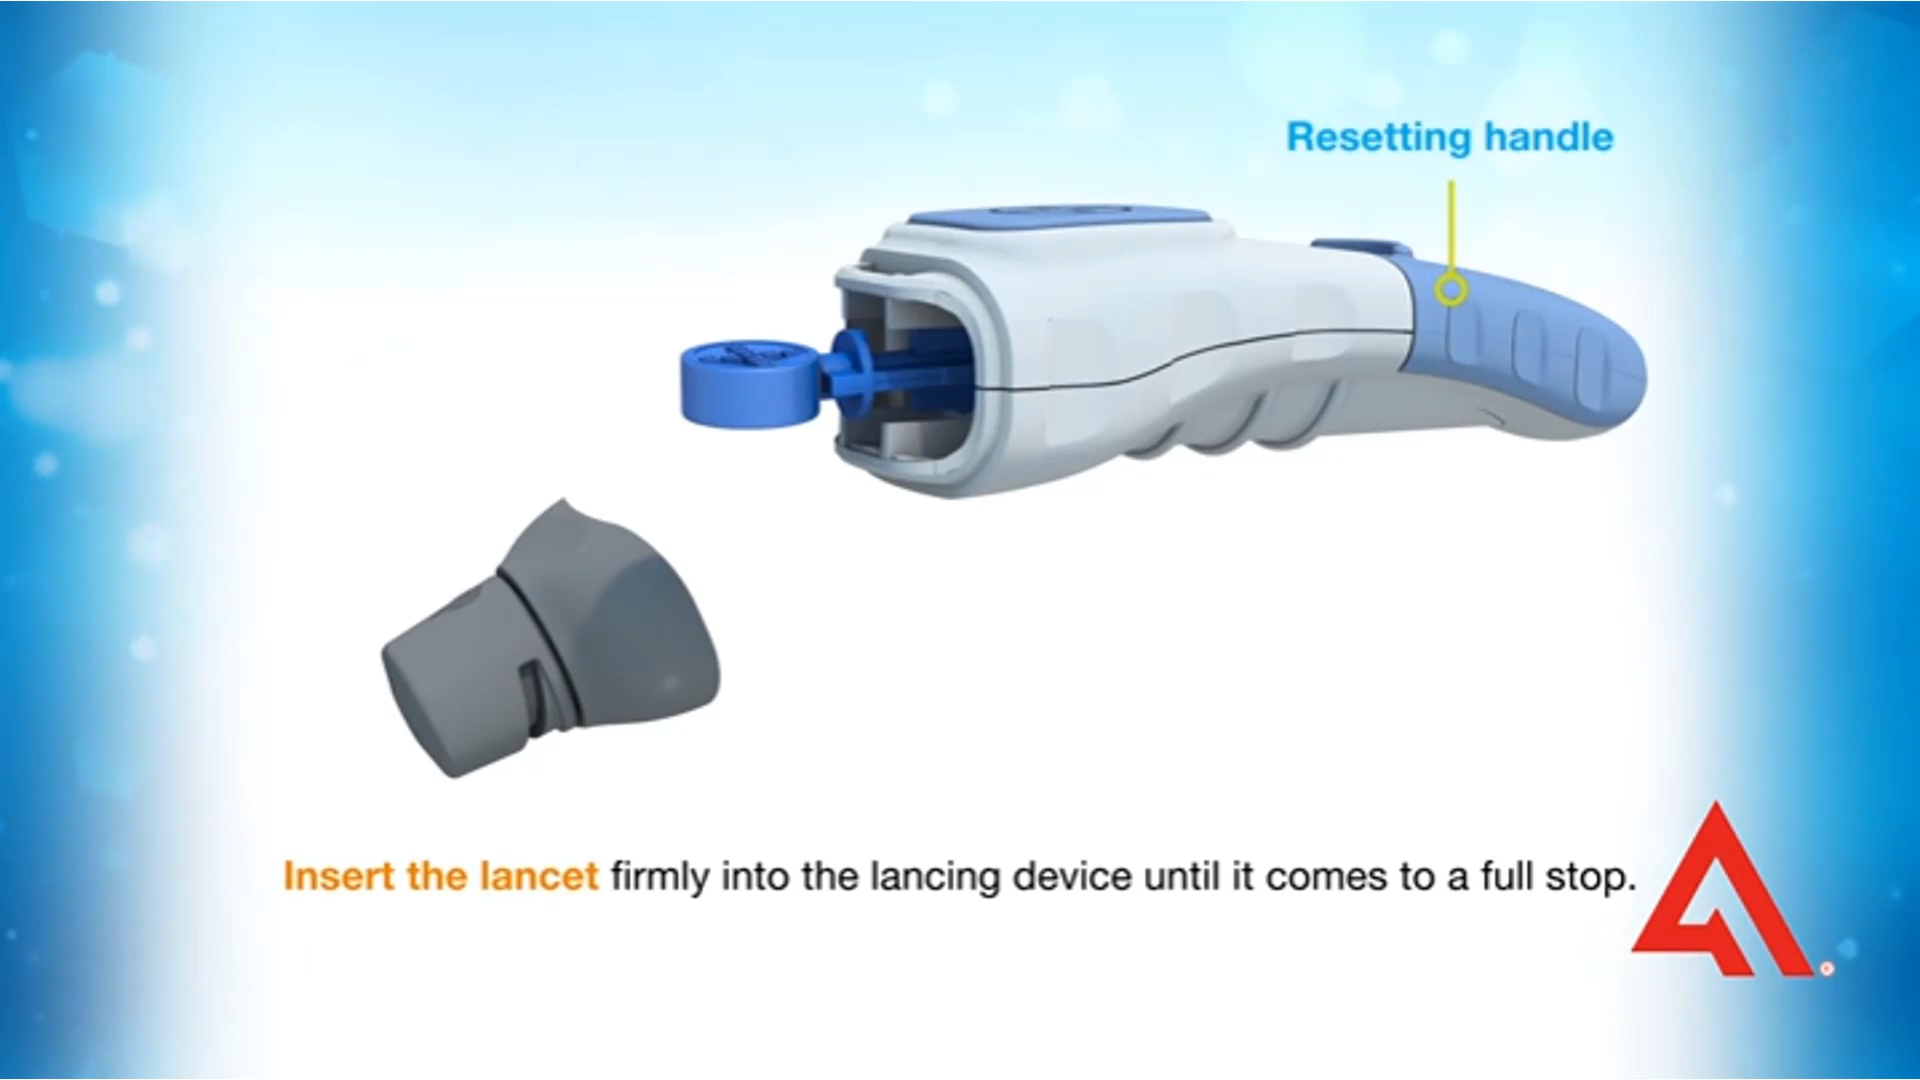 Resetting handle
Insert the lancet firmly into the lancing device until it comes to a full stop.